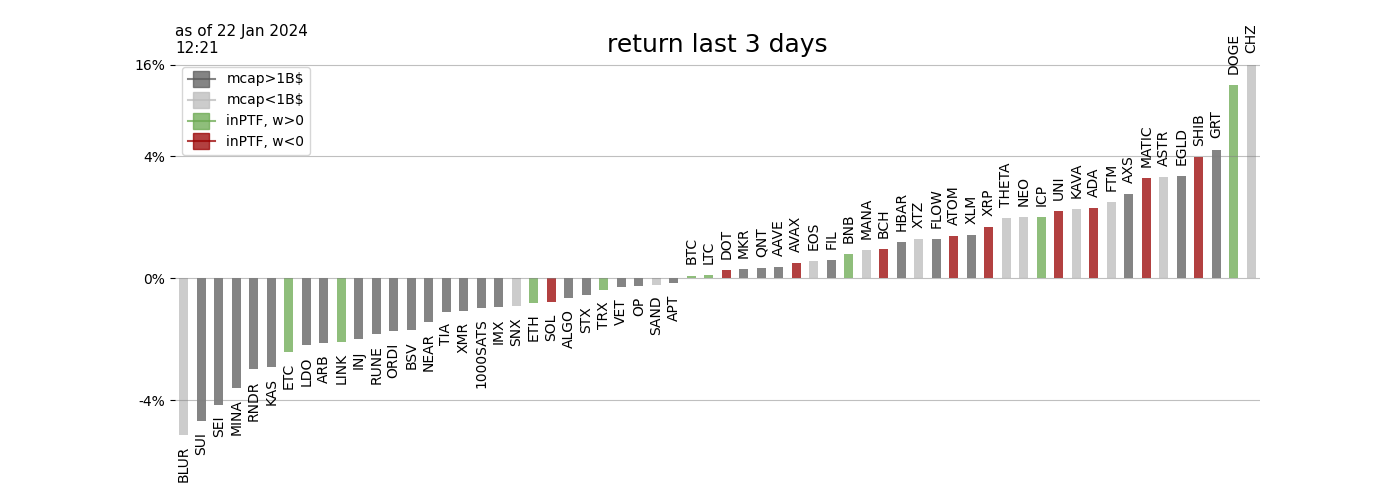 as of 22 Jan 2024
12:21
return last 3 days
16%
4%
0%
-4%
mcap>1B$
mcap<1B$
inPTF, w>0
inPTF, w<0
BLUR
SUI
SEI
MINA
RNDR
KAS
ETC
LDO
ARB
LINK
INJ
RUNE
ORDI
BSV
NEAR
TIA
XMR
1000SATS
IMX
SNX
ETH
SOL
ALGO
STX
TRX
VET
OP
SAND
APT
BTC
LTC
DOT
MKR
QNT
AAVE
AVAX
EOS
FIL
BNB
MANA
BCH
HBAR
XTZ
FLOW
ATOM
XLM
XRP
THETA
NEO
ICP
UNI
KAVA
ADA
FTM
AXS
MATIC
ASTR
EGLD
SHIB
GRT
DOGE
CHZ